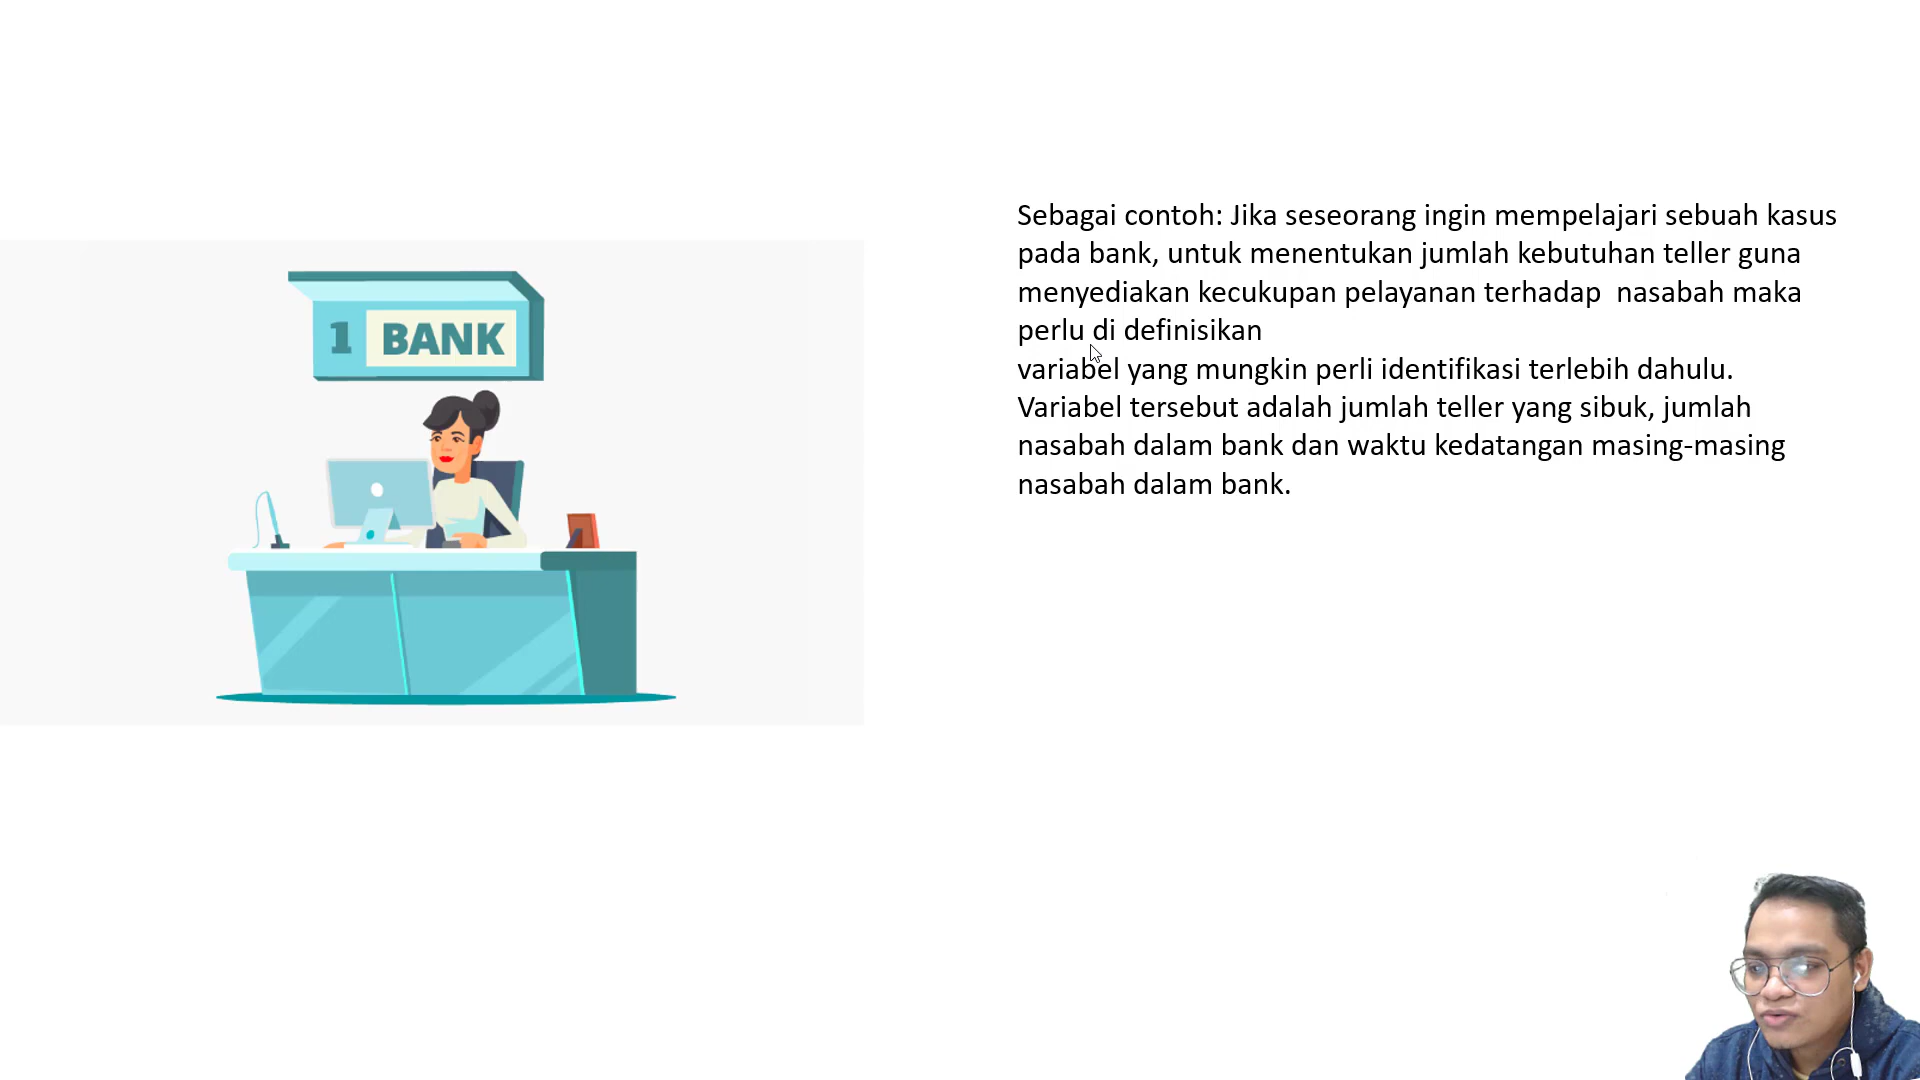 1 BANK
Sebagai contoh: Jika seseorang ingin mempelajari sebuah kasus
pada bank, untuk menentukan jumlah kebutuhan teller guna
menyediakan kecukupan pelayanan terhadap  nasabah maka
perlu di definisikan
variabel yang mungkin perli identifikasi terlebih dahulu.
Variabel tersebut adalah jumlah teller yang sibuk, jumlah
nasabah dalam bank dan waktu kedatangan masing-masing
nasabah dalam bank.